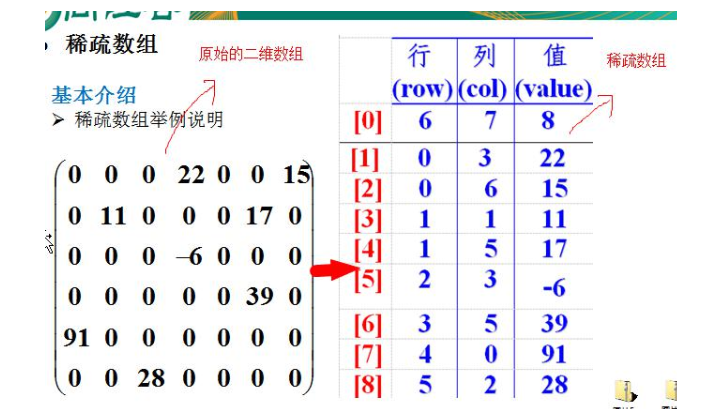 稀疏数组
原始的二维数组
基本介绍
➢ 稀疏数组举例说明
0 0 0 22 0 0 15
0 11 0 0 0 17 0
0 0 0 –6 0 0 0
0 0 0 0 0 39 0
91 0 0 0 0 0 0
0 0 28 0 0 0 0
行 列 值
(row) (col) (value)
稀疏数组
[0] 6 7 8
[1] 0 3 22
[2] 0 6 15
[3] 1 1 11
[4] 1 5 17
[5] 2 3 -6
[6] 3 5 39
[7] 4 0 91
[8] 5 2 28